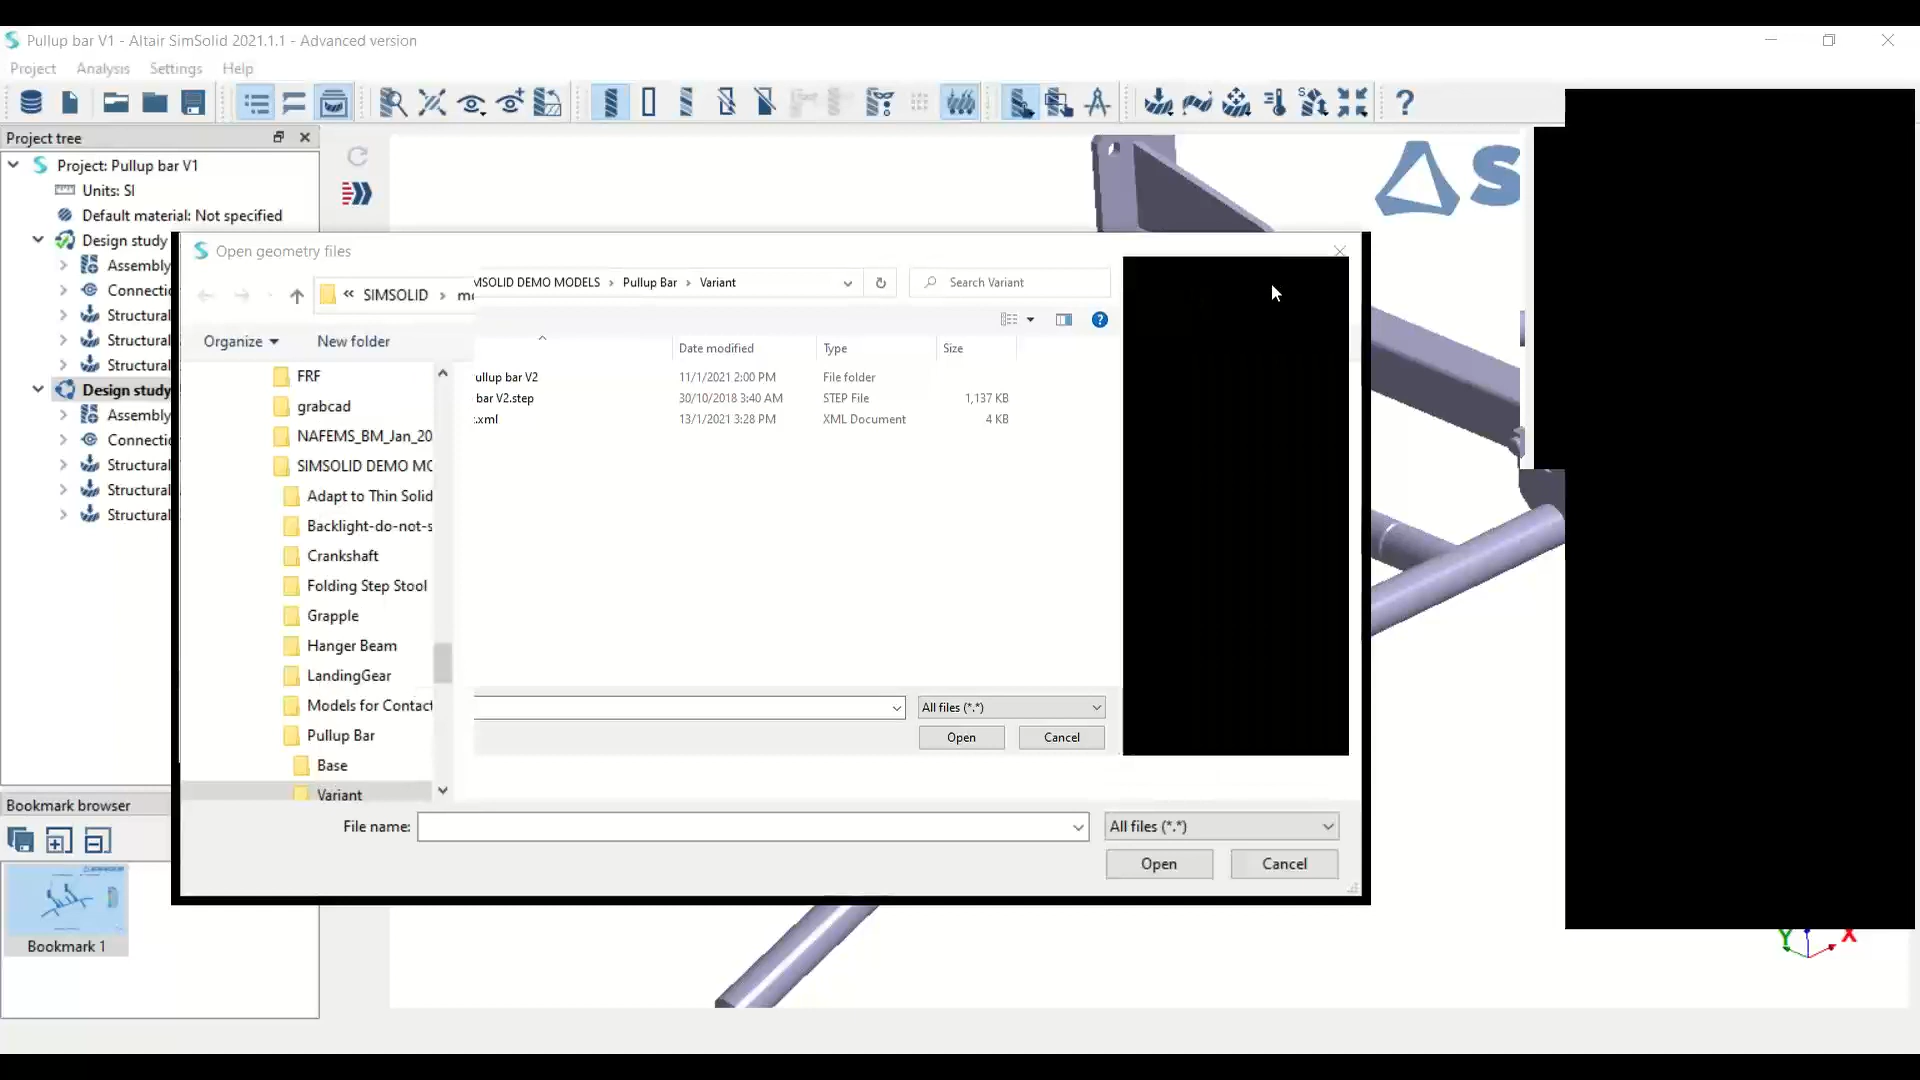 Pullup bar V1 - Altair SimSolid 2021.1.1 - Advanced version
Project Analysis Settings Help
Project tree
Project: Pullup bar V1
Units: SI
Default material: Not specified
Design study
Assembly
Structural
Structural
Structural
Design study
Assembly
Structural
Structural
Structural
Open geometry files
« SIMSOLID ›
DEMO MODELS › Pullup Bar › Variant
Search Variant
Organize New folder
Date modified Type Size
V2 11/1/2021 2:00 PM File folder
bar V2.step 30/10/2018 3:40 AM STEP File 1,137 KB
.xml 13/1/2021 3:28 PM XML Document 4 KB
FRF
grabcad
NAFEMS_BM_Jan_20
SIMSOLID DEMO MO
Adapt to Thin Solid
Backlight-do-not-s
Crankshaft
Folding Step Stool
Grapple
Hanger Beam
LandingGear
Models for Contact
Pullup Bar
Base
Variant
All files (*.*)
Open Cancel
File name: All files (*.*)
Open Cancel
Bookmark browser
Bookmark 1
S
Y X